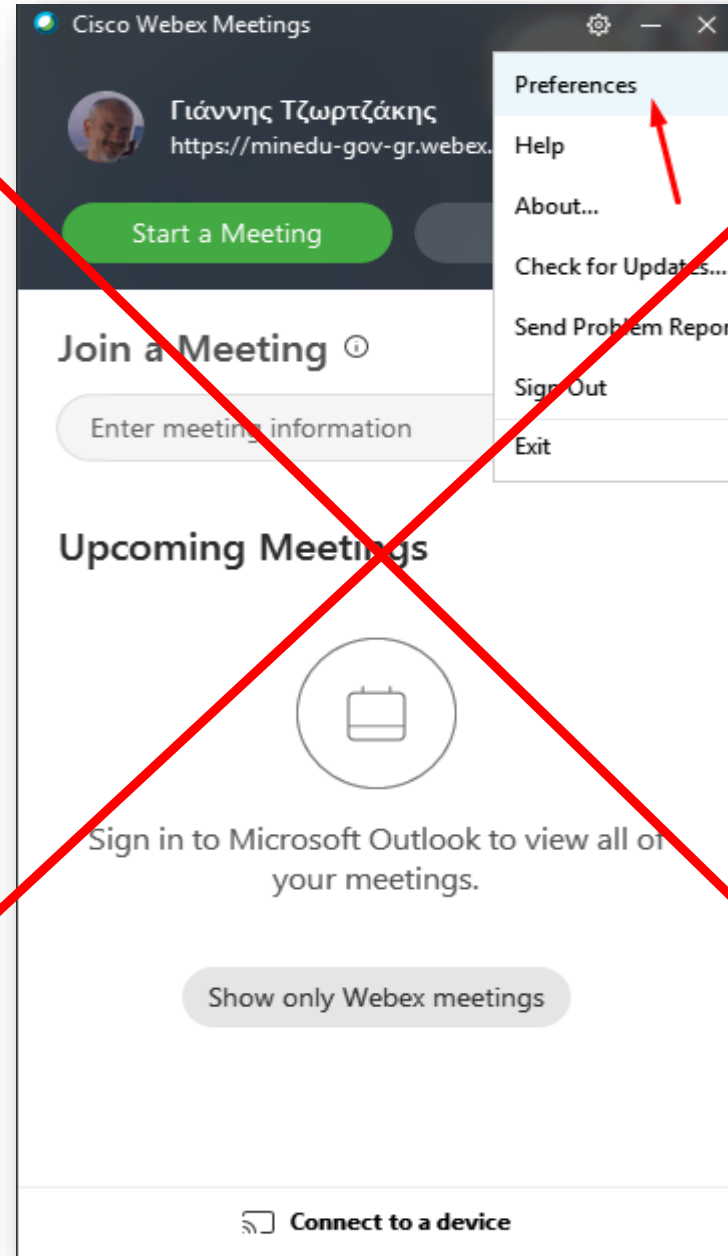 Cisco Webex Meetings
Γιάννης Τζωρτζάκης
https://minedu-gov-gr.webex.
Start a Meeting
Preferences
Help
About...
Check for Updates...
Send Problem Repor
Sign Out
Exit
Join a Meeting
Enter meeting information
Upcoming Meetings
Sign in to Microsoft Outlook to view all of
your meetings.
Show only Webex meetings
Connect to a device